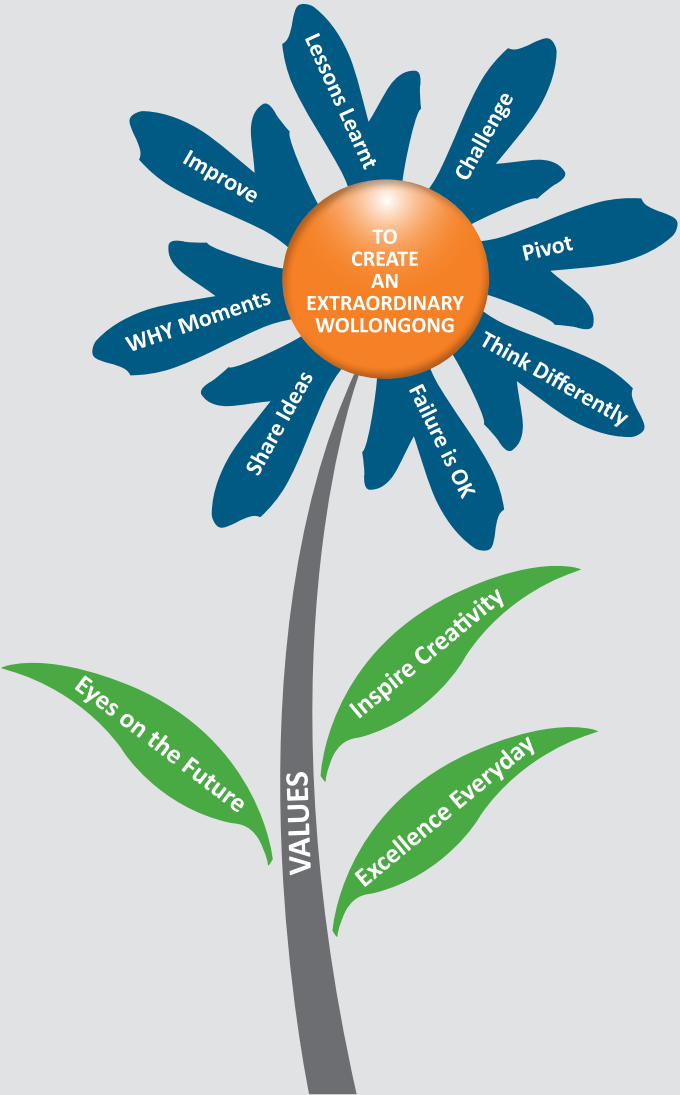 Lessons Learnt
Challenge
Improve
Pivot
TO
CREATE
AN
EXTRAORDINARY
WOLLONGONG
WHY Moments
Think Differently
Share Ideas
Failure is OK
Inspire Creativity
Eyes on the Future
VALUES
Excellence Everyday